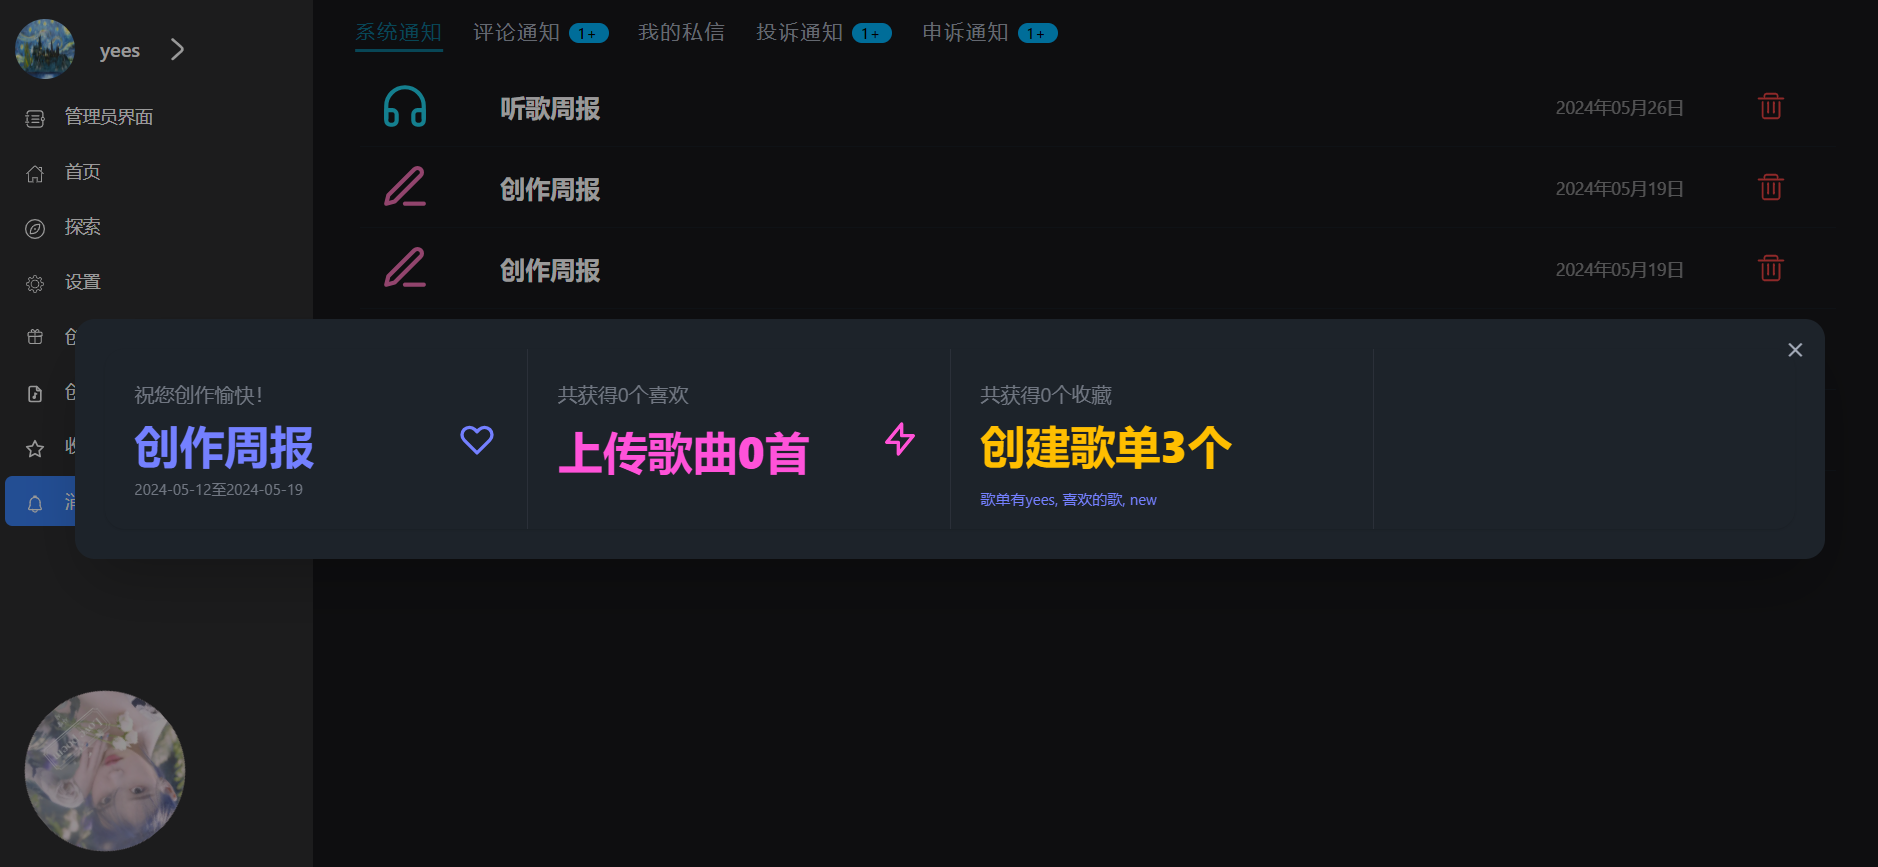 yees
管理员界面
首页
探索
设置
系统通知
评论通知 1+
我的私信
投诉通知 1+
申诉通知 1+
听歌周报
2024年05月26日
创作周报
2024年05月19日
创作周报
2024年05月19日
祝您创作愉快!
创作周报
2024-05-12至2024-05-19
共获得0个喜欢
上传歌曲0首
共获得0个收藏
创建歌单3个
歌单有yees, 喜欢的歌, new